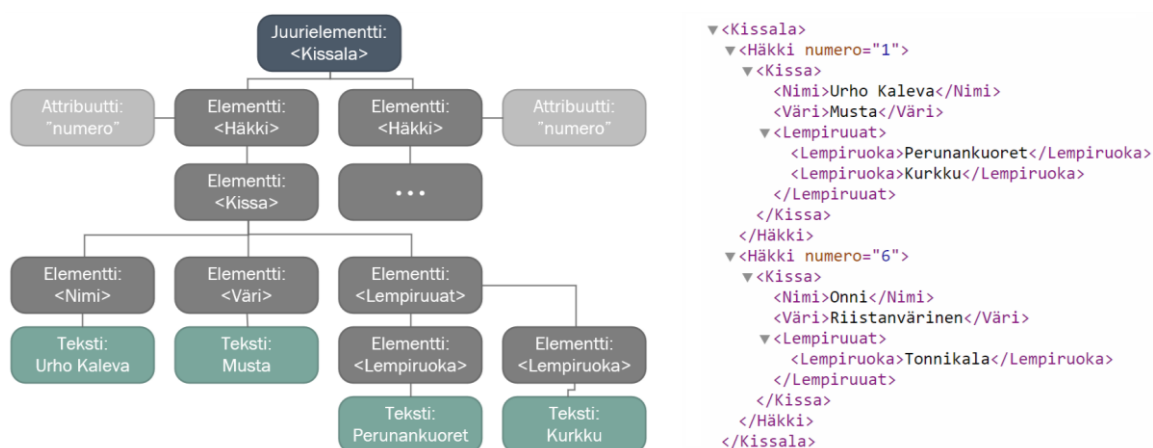 Juurielementti:
<Kissala>
Attribuutti:
"numero"
Elementti:
<Häkki>
Elementti:
<Häkki>
Attribuutti:
"numero"
Elementti:
<Kissa>
...
Elementti:
<Nimi>
Elementti:
<Väri>
Elementti:
<Lempiruuat>
Teksti:
Urho Kaleva
Teksti:
Musta
Elementti:
<Lempiruoka>
Elementti:
<Lempiruoka>
Teksti:
Perunankuoret
Teksti:
Kurkku
▼<Kissala>
▼<Häkki numero="1">
▼<Kissa>
<Nimi>Urho Kaleva</Nimi>
<Väri>Musta</Väri>
▼<Lempiruuat>
<Lempiruoka>Perunankuoret</Lempiruoka>
<Lempiruoka>Kurkku</Lempiruoka>
</Lempiruuat>
</Kissa>
</Häkki>
▼<Häkki numero="6">
▼<Kissa>
<Nimi>Onni</Nimi>
<Väri>Riistanvärinen</Väri>
▼<Lempiruuat>
<Lempiruoka>Tonnikala</Lempiruoka>
</Lempiruuat>
</Kissa>
</Häkki>
</Kissala>